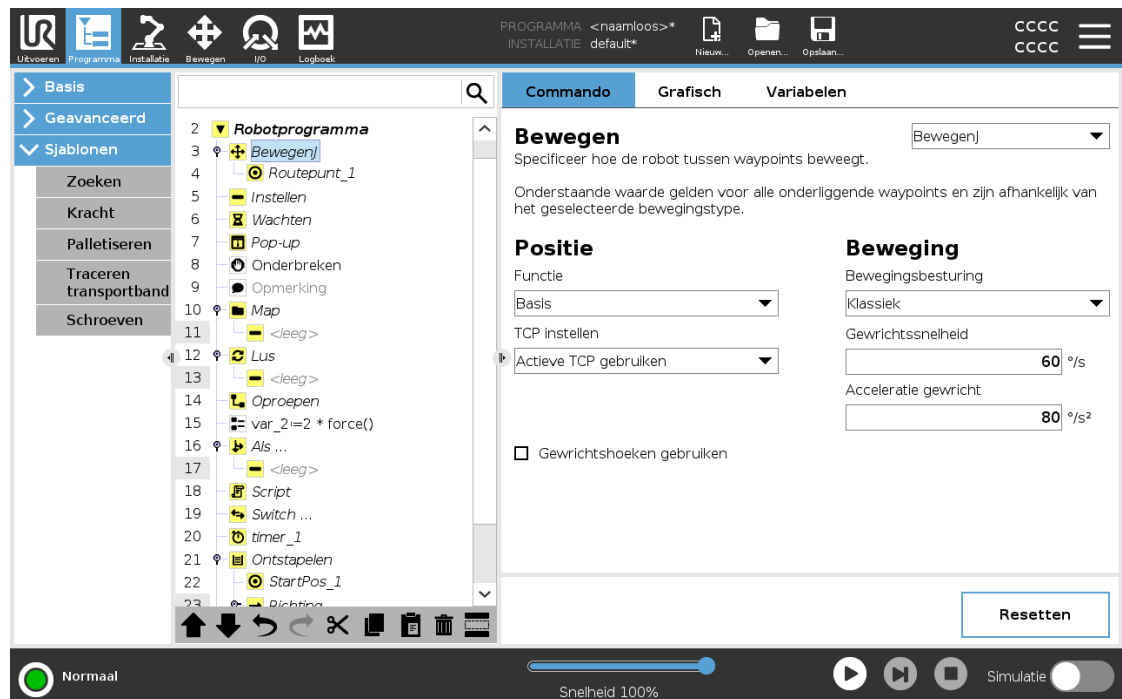 UR
Uitvoeren
Programma
Installatie
Bewegen
I/O
Logboek
PROGRAMMA <naamloos>*
INSTALLATIE default*
Nieuw...
Openen...
Opslaan...
CCCC
CCCC
Basis
Geavanceerd
Sjablonen
Zoeken
Kracht
Palletiseren
Traceren
transportband
Schroeven
2 Robotprogramma
3 BewegenJ
4 Routepunt_1
5 Instellen
6 Wachten
7 Pop-up
8 Onderbreken
9 Opmerking
10 Map
11 <leeg>
12 Lus
13 <leeg>
14 Oproepen
15 var_2:=2 * force()
16 Als ...
17 <leeg>
18 Script
19 Switch ...
20 timer_1
21 Ontstapelen
22 StartPos_1
23 Richting
Commando
Grafisch
Variabelen
Bewegen
BewegenJ
Specificeer hoe de robot tussen waypoints beweegt.
Onderstaande waarde gelden voor alle onderliggende waypoints en zijn afhankelijk van
het geselecteerde bewegingstype.
Positie
Functie
Basis
TCP instellen
Actieve TCP gebruiken
Gewrichtshoeken gebruiken
Beweging
Bewegingsbesturing
Klassiek
Gewrichtssnelheid
60 °/s
Acceleratie gewricht
80 °/s²
Resetten
Normaal
Snelheid 100%
Simulatie